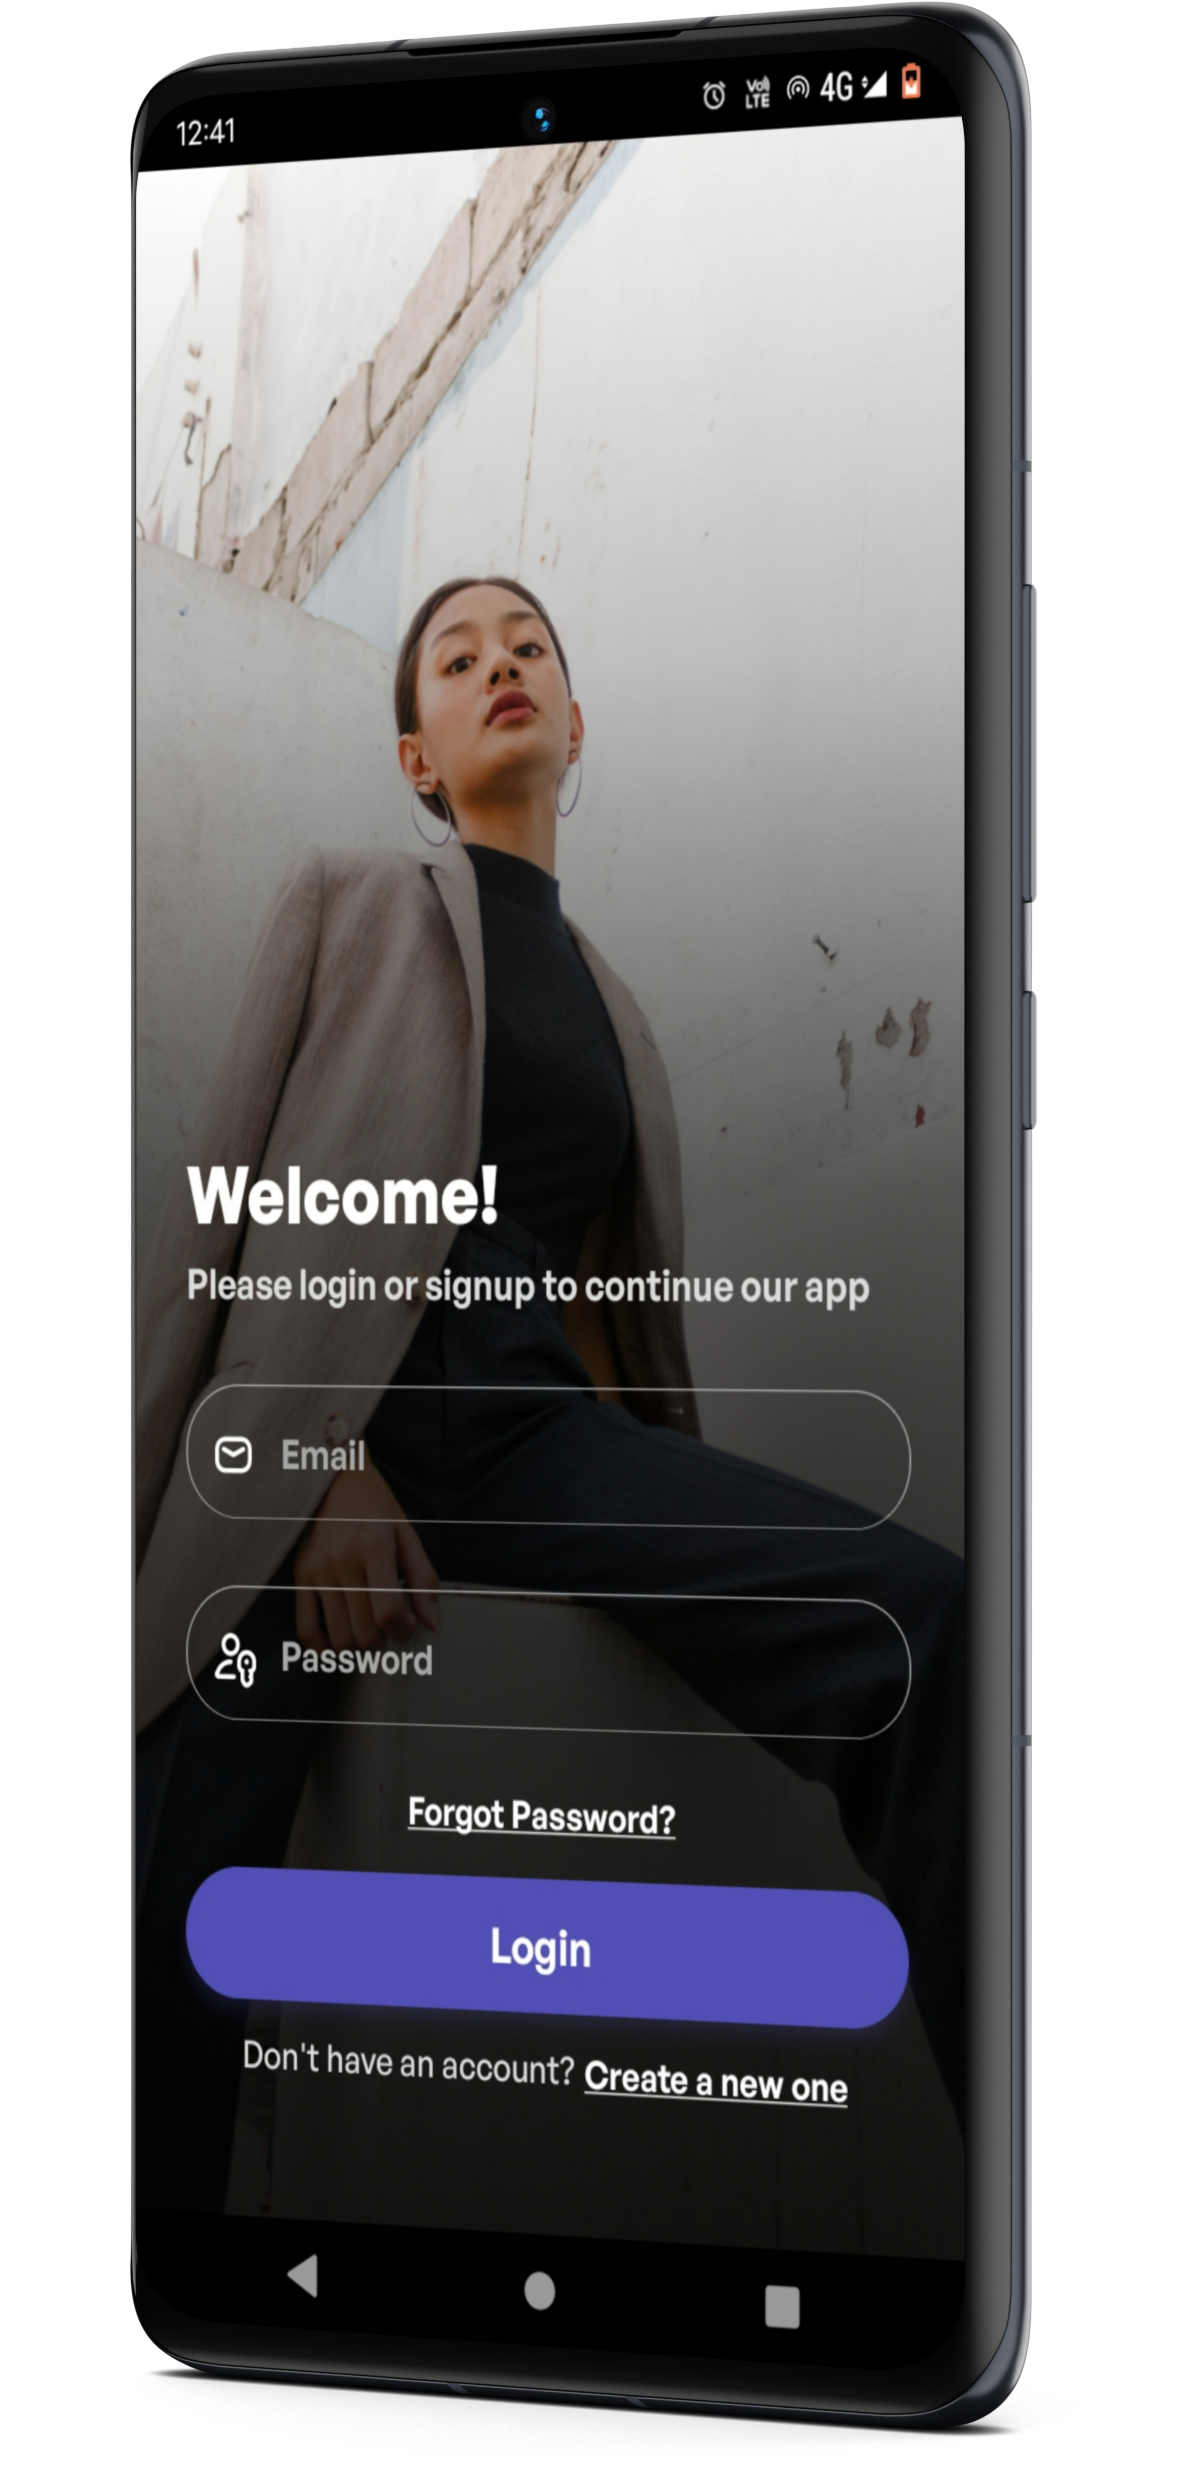 12:41
Vo) LTE 4G
Welcome!
Please login or signup to continue our app
Email
Password
Forgot Password?
Login
Don't have an account? Create a new one